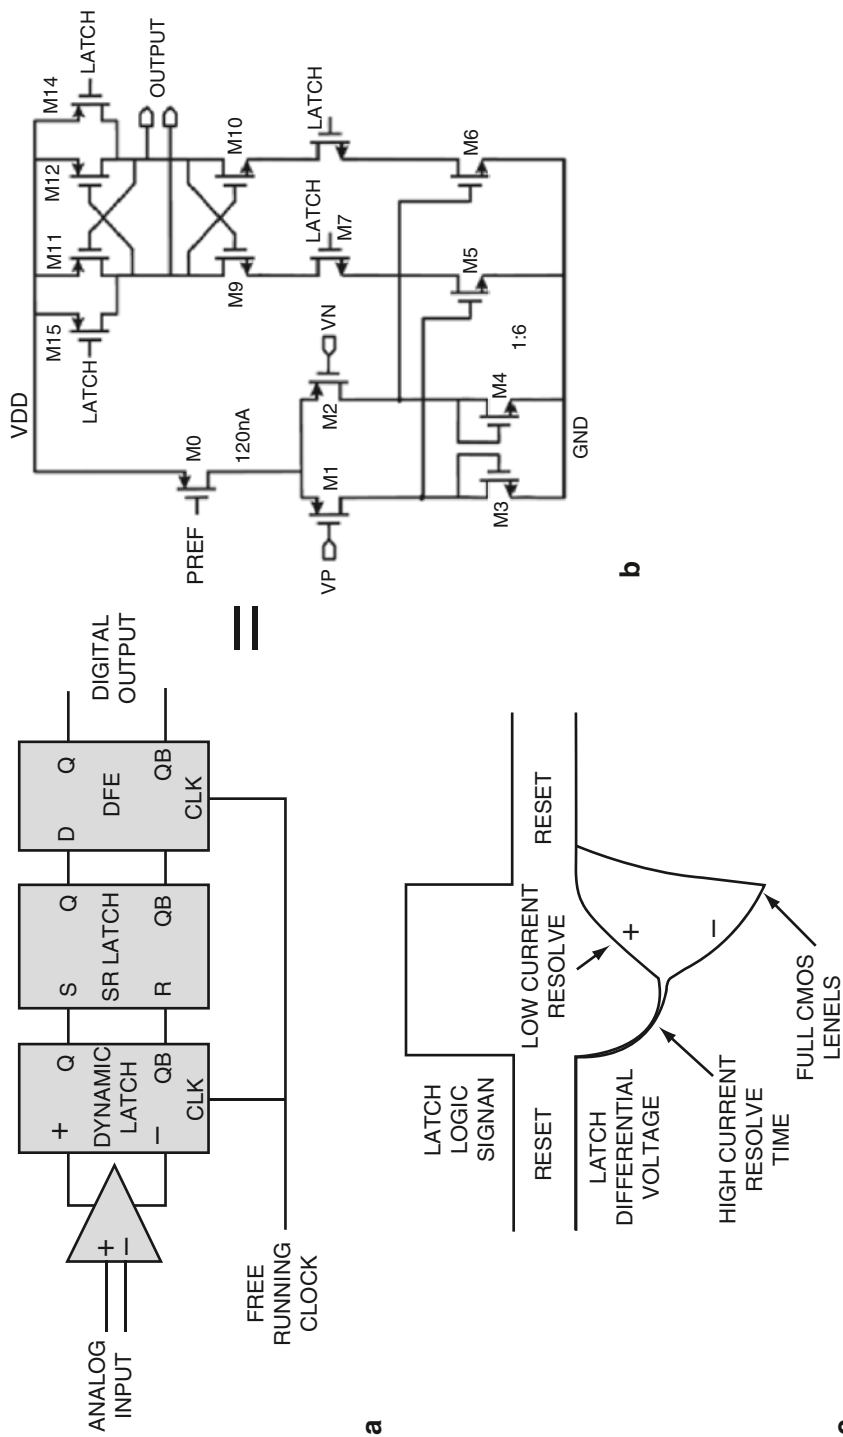 ANALOG
INPUT
+
−
+
−
DYNAMIC
LATCH
Q
QB
CLK
S
R
SR LATCH
Q
QB
D
DFE
Q
QB
CLK
DIGITAL
OUTPUT
FREE
RUNNING
CLOCK
a
VDD
PREF
M0
120nA
VP
M1
M2
VN
M3
M4
1:6
GND
M5
M6
M7
LATCH
LATCH
M9
M10
M11
M12
M15
LATCH
M14
LATCH
OUTPUT
b
LATCH
LOGIC
SIGNAN
RESET
RESET
LATCH
DIFFERENTIAL
VOLTAGE
LOW CURRENT
RESOLVE
+
−
HIGH CURRENT
RESOLVE
TIME
FULL CMOS
LENELS